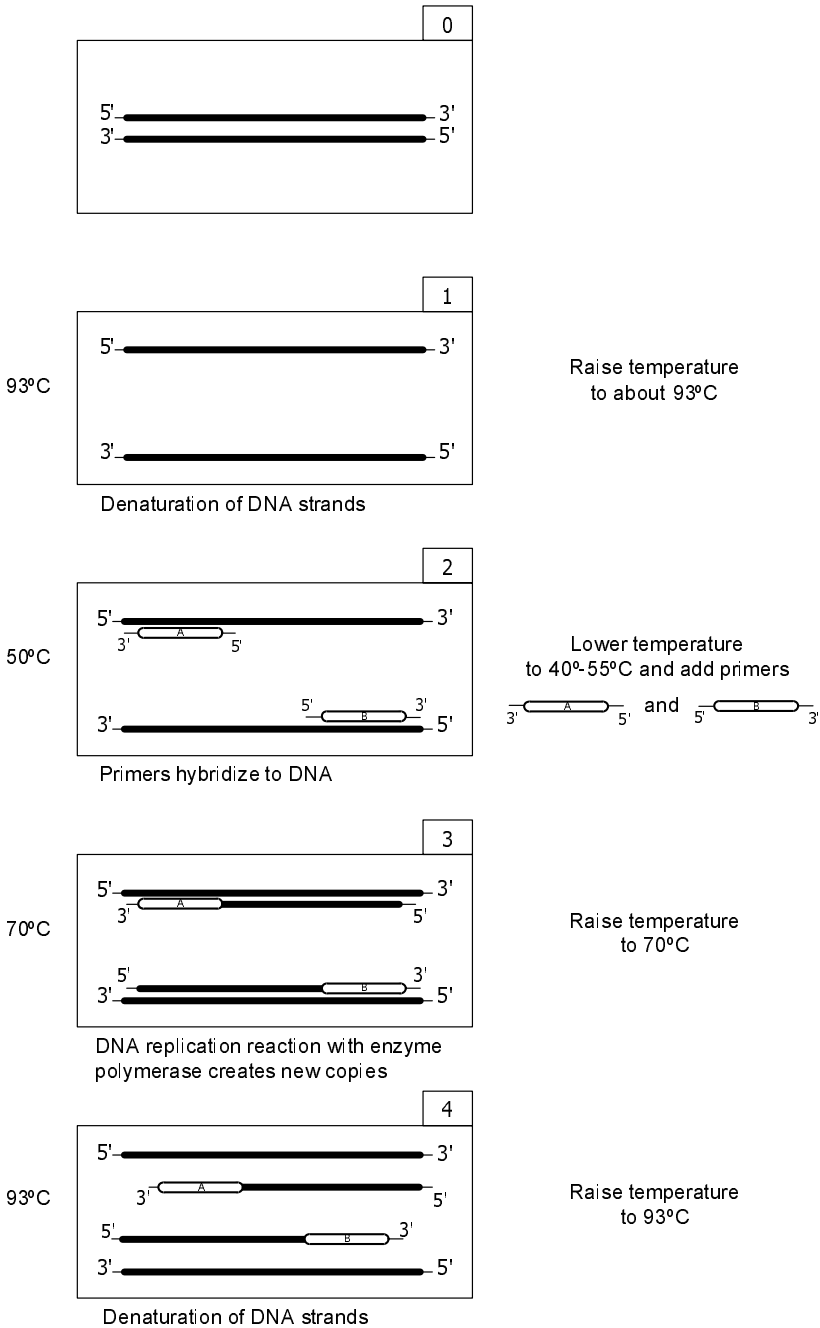 0
5' 3'
3' 5'
1
5' 3'
93ºC
Raise temperature
to about 93ºC
3' 5'
Denaturation of DNA strands
2
5' 3'
A
3' 5'
50ºC
Lower temperature
to 40º-55ºC and add primers
5' 3'
B
3' 5'
A and B
3' 5' 5' 3'
Primers hybridize to DNA
3
5' 3'
A
3' 5'
70ºC
Raise temperature
to 70ºC
5' 3'
B
3' 5'
DNA replication reaction with enzyme
polymerase creates new copies
4
5' 3'
A
3' 5'
93ºC
Raise temperature
to 93ºC
5' 3'
B
3' 5'
Denaturation of DNA strands